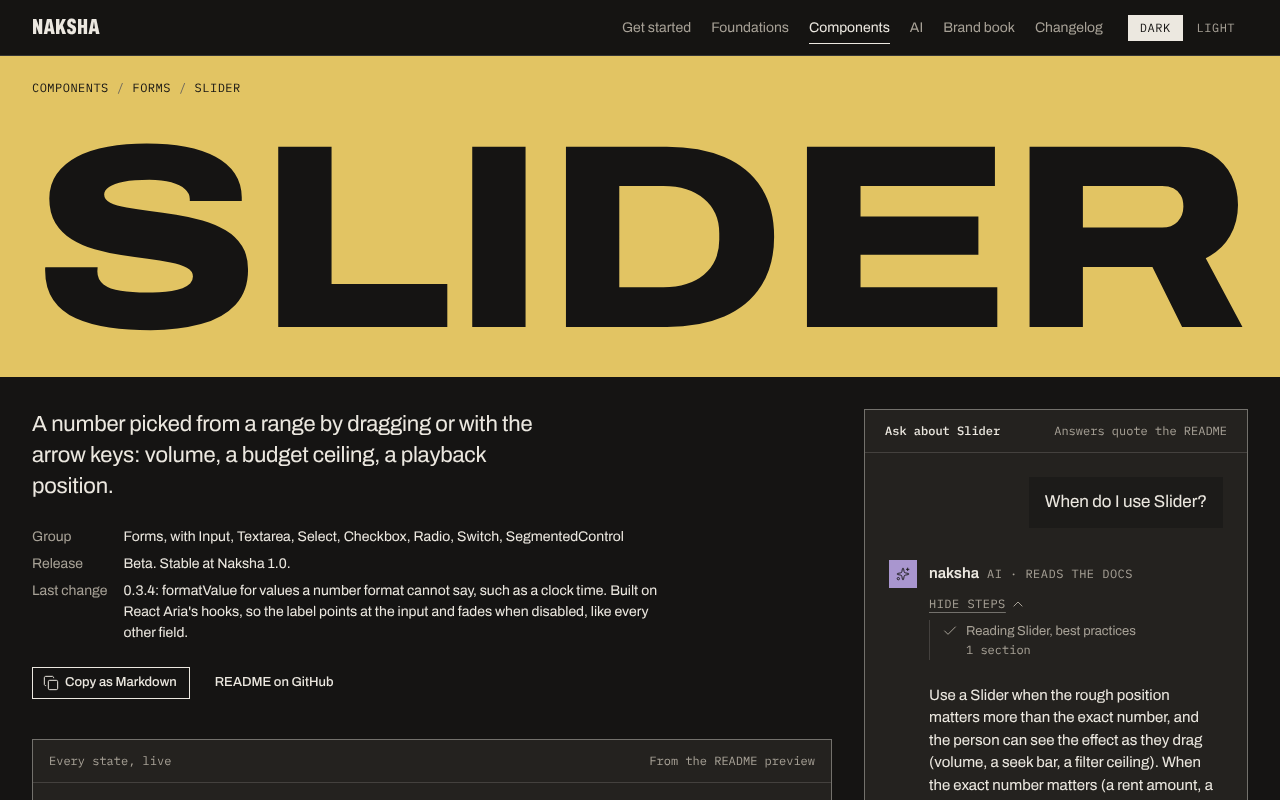 NAKSHA
Get started
Foundations
Components
AI
Brand book
Changelog
DARK
LIGHT
COMPONENTS / FORMS / SLIDER
SLIDER
A number picked from a range by dragging or with the
arrow keys: volume, a budget ceiling, a playback
position.
Group
Forms, with Input, Textarea, Select, Checkbox, Radio, Switch, SegmentedControl
Release
Beta. Stable at Naksha 1.0.
Last change
0.3.4: formatValue for values a number format cannot say, such as a clock time. Built on
React Aria's hooks, so the label points at the input and fades when disabled, like every
other field.
Copy as Markdown
README on GitHub
Every state, live
From the README preview
Ask about Slider
Answers quote the README
When do I use Slider?
naksha AI · READS THE DOCS
HIDE STEPS
Reading Slider, best practices
1 section
Use a Slider when the rough position
matters more than the exact number, and
the person can see the effect as they drag
(volume, a seek bar, a filter ceiling). When
the exact number matters (a rent amount, a